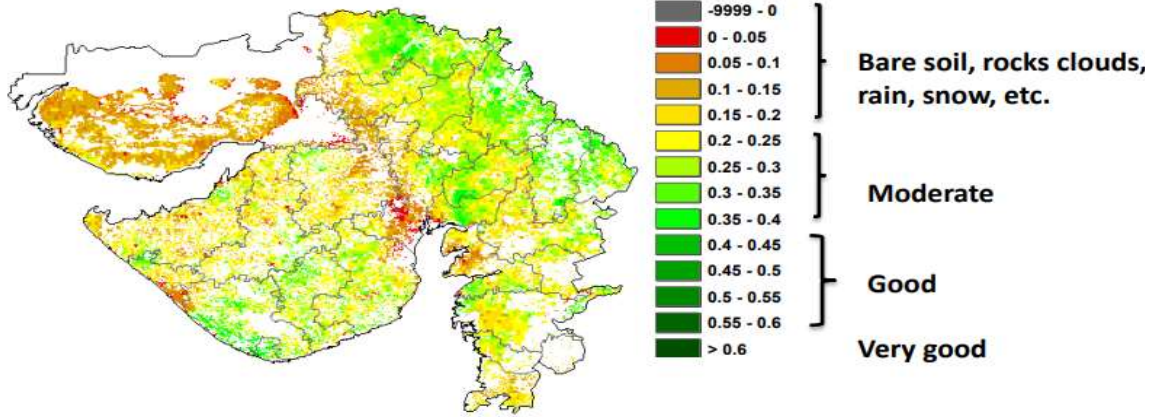 -9999 - 0
0 - 0.05
0.05 - 0.1
0.1 - 0.15
0.15 - 0.2
0.2 - 0.25
0.25 - 0.3
0.3 - 0.35
0.35 - 0.4
0.4 - 0.45
0.45 - 0.5
0.5 - 0.55
0.55 - 0.6
> 0.6
Bare soil, rocks clouds,
rain, snow, etc.
Moderate
Good
Very good